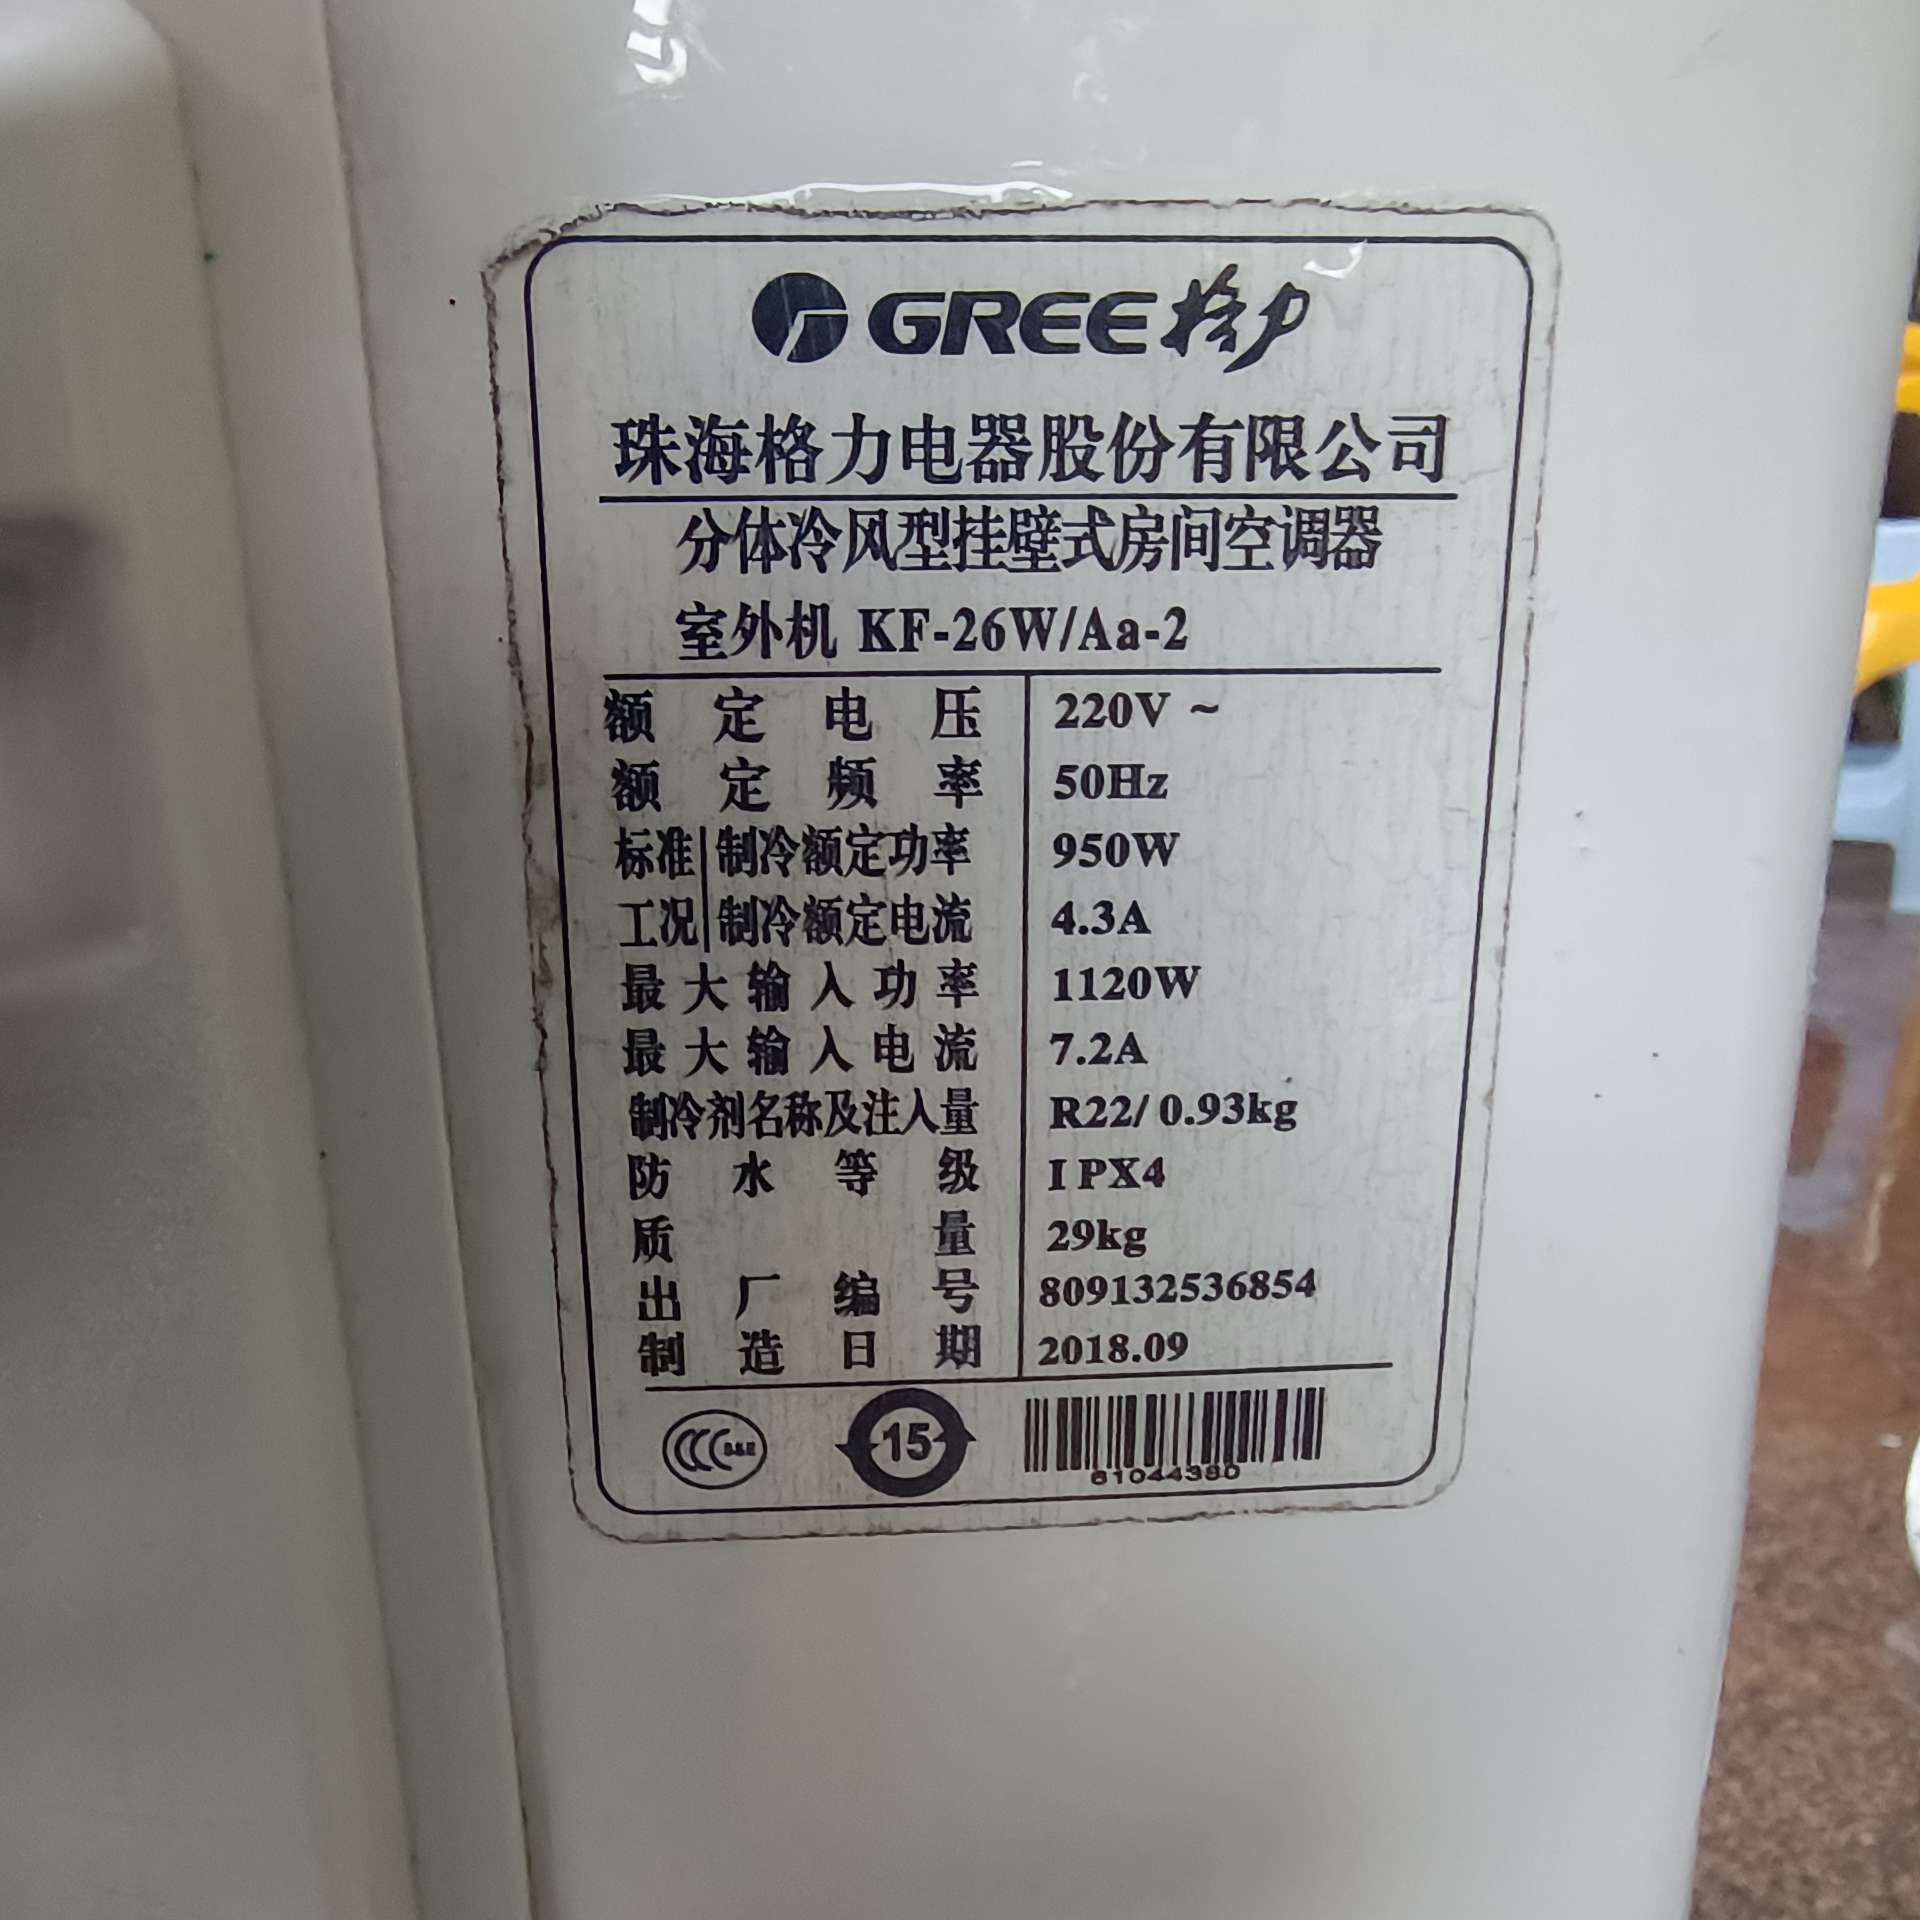 GREE格力
珠海格力电器股份有限公司
分体冷风型挂壁式房间空调器
室外机 KF-26W/Aa-2
额定电压 220V ~
额定频率 50Hz
标准 制冷额定功率 950W
工况 制冷额定电流 4.3A
最大输入功率 1120W
最大输入电流 7.2A
制冷剂名称及注入量 R22/ 0.93kg
防水等级 IPX4
质量 29kg
出厂编号 809132536854
制造日期 2018.09
CCC S&E 15
61044380